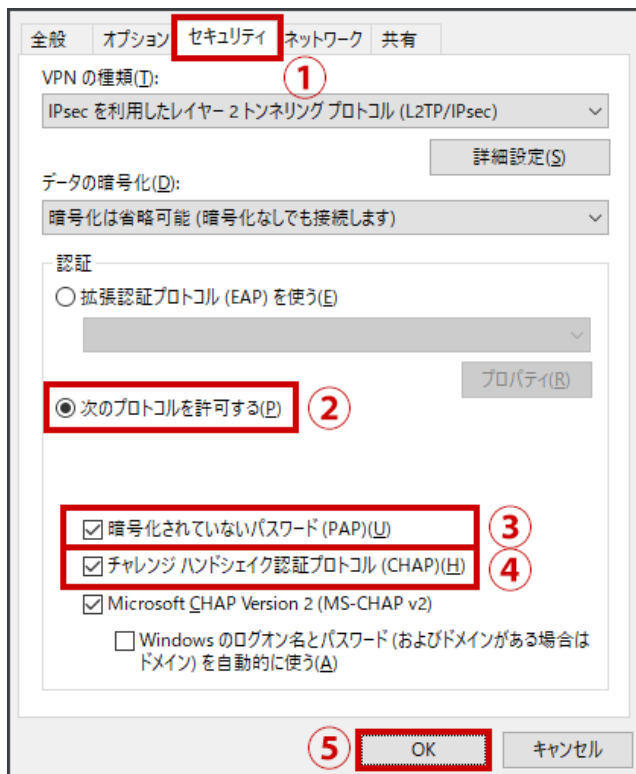 全般 オプション セキュリティ ネットワーク 共有
①
VPN の種類(T):
IPsec を利用したレイヤー 2 トンネリング プロトコル (L2TP/IPsec)
詳細設定(S)
データの暗号化(D):
暗号化は省略可能 (暗号化なしでも接続します)
認証
拡張認証プロトコル (EAP) を使う(E)
プロパティ(R)
次のプロトコルを許可する(P) ②
暗号化されていないパスワード (PAP)(U) ③
チャレンジ ハンドシェイク認証プロトコル (CHAP)(H) ④
Microsoft CHAP Version 2 (MS-CHAP v2)
Windows のログオン名とパスワード (およびドメインがある場合は
ドメイン) を自動的に使う(A)
⑤ OK キャンセル